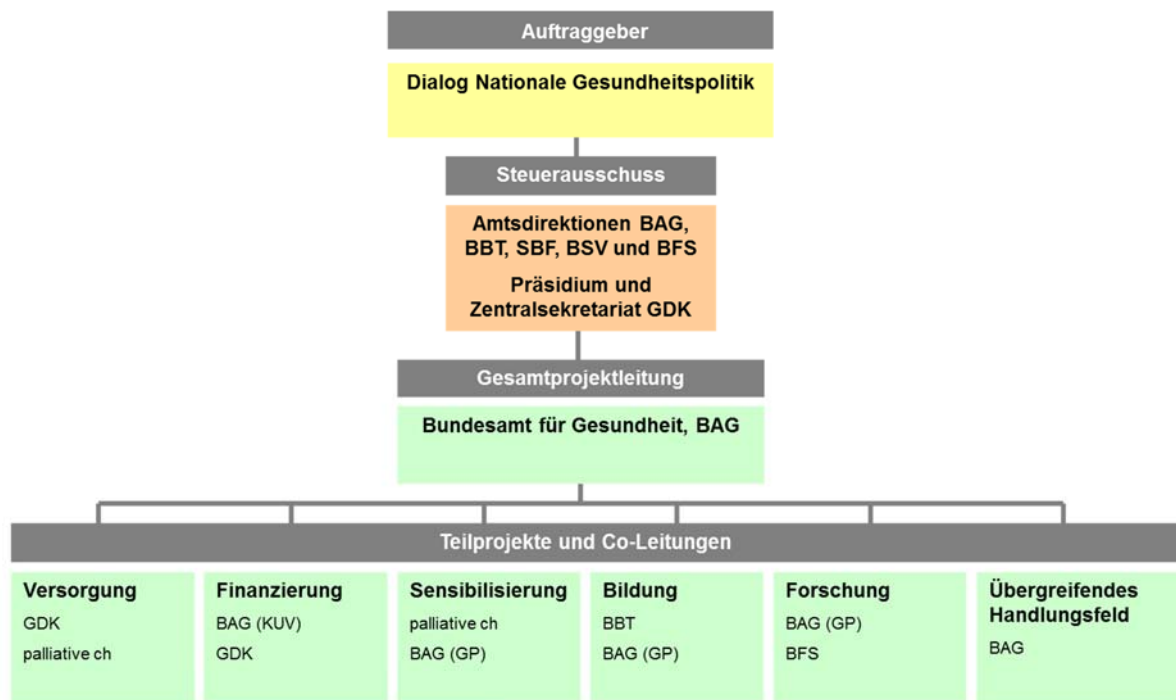 Auftraggeber
Dialog Nationale Gesundheitspolitik
Steuerausschuss
Amtsdirektionen BAG,
BBT, SBF, BSV und BFS
Präsidium und
Zentralsekretariat GDK
Gesamtprojektleitung
Bundesamt für Gesundheit, BAG
Teilprojekte und Co-Leitungen
Versorgung
GDK
palliative ch
Finanzierung
BAG (KUV)
GDK
Sensibilisierung
palliative ch
BAG (GP)
Bildung
BBT
BAG (GP)
Forschung
BAG (GP)
BFS
Übergreifendes
Handlungsfeld
BAG